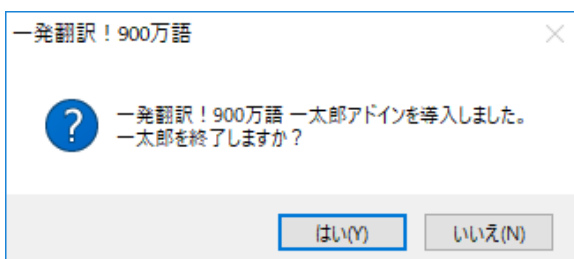 一発翻訳！900万語
一発翻訳！900万語 一太郎アドインを導入しました。
一太郎を終了しますか？
はい(Y) いいえ(N)